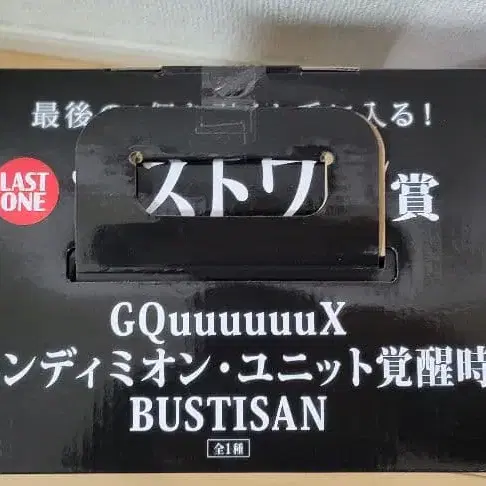 最後の
入る!
LAST
ONE
ストワ
賞
GQuuuuuuX
ンディミオン・ユニット覚醒時
BUSTISAN
全1種